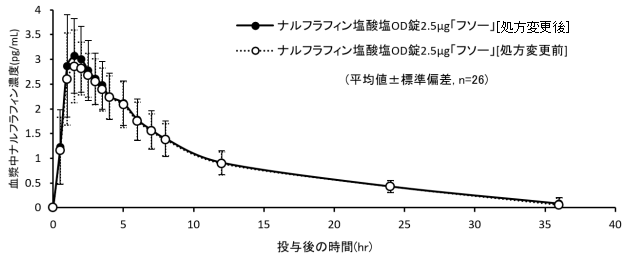 ナルフラフィン塩酸塩OD錠2.5μg｢フソー｣[処方変更後]
ナルフラフィン塩酸塩OD錠2.5μg｢フソー｣[処方変更前]
(平均値±標準偏差, n=26)
血漿中ナルフラフィン濃度(pg/mL)
4
3.5
3
2.5
2
1.5
1
0.5
0
0 5 10 15 20 25 30 35 40
投与後の時間(hr)